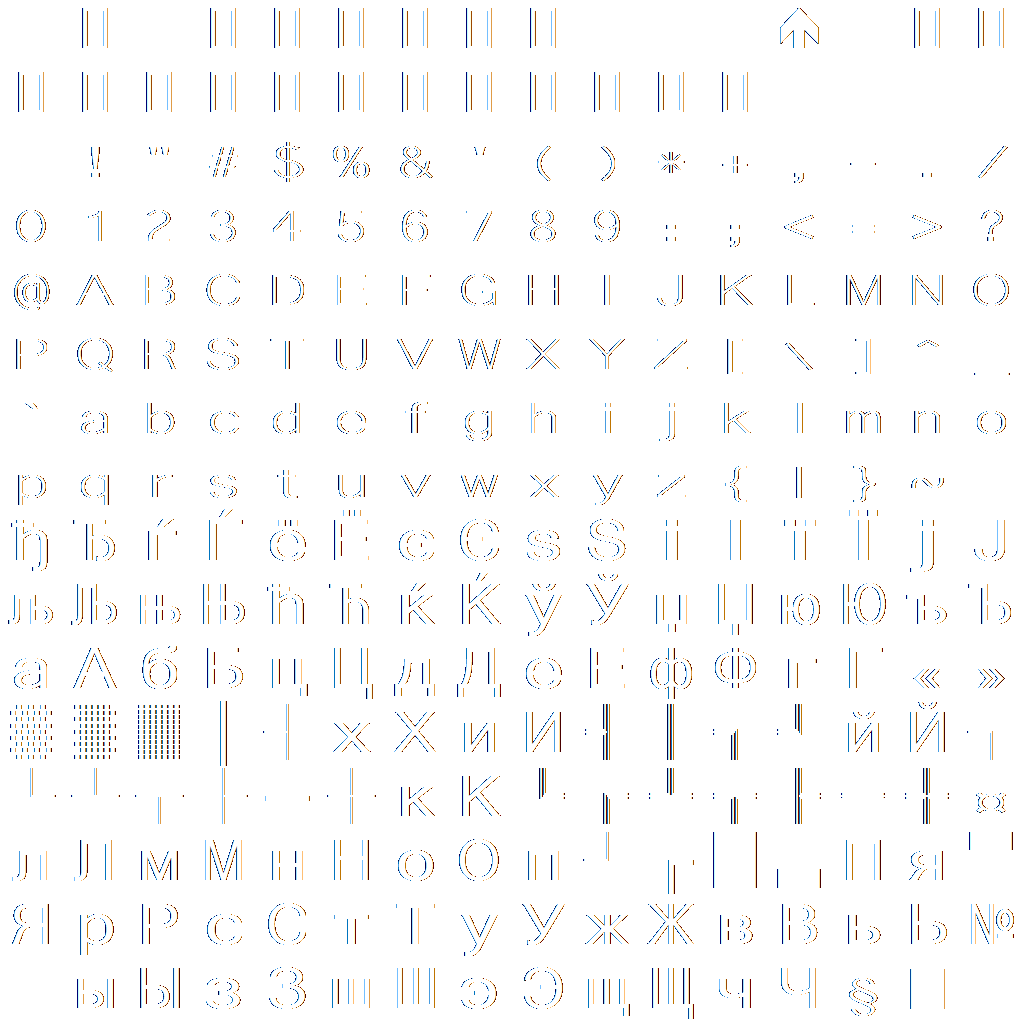 ! " # $ % & ' ( ) * + , - . /
0 1 2 3 4 5 6 7 8 9 : ; < = > ?
@ A B C D E F G H I J K L M N O
P Q R S T U V W X Y Z [ \ ] ^ _
` a b c d e f g h i j k l m n o
p q r s t u v w x y z { | } ~
ђ Ђ ѓ Ѓ ё Ё є Є ѕ Ѕ і І ї Ї ј Ј
љ Љ њ Њ ћ Ћ ќ Ќ ў Ў џ Џ ю Ю ъ Ъ
а А б Б ц Ц д Д е Е ф Ф г Г « »
░ ▒ ▓ │ ┤ х Х и И ╣ ║ ╗ ╝ й Й ┐
└ ┴ ┬ ├ ─ ┼ к К ╚ ╔ ╩ ╦ ╠ ═ ╬ ¤
л Л м М н Н о О п ┘ ┌ █ ▄ П я ▀
Я р Р с С т Т у У ж Ж в В ь Ь №
ы Ы з З ш Ш э Э щ Щ ч Ч § ■